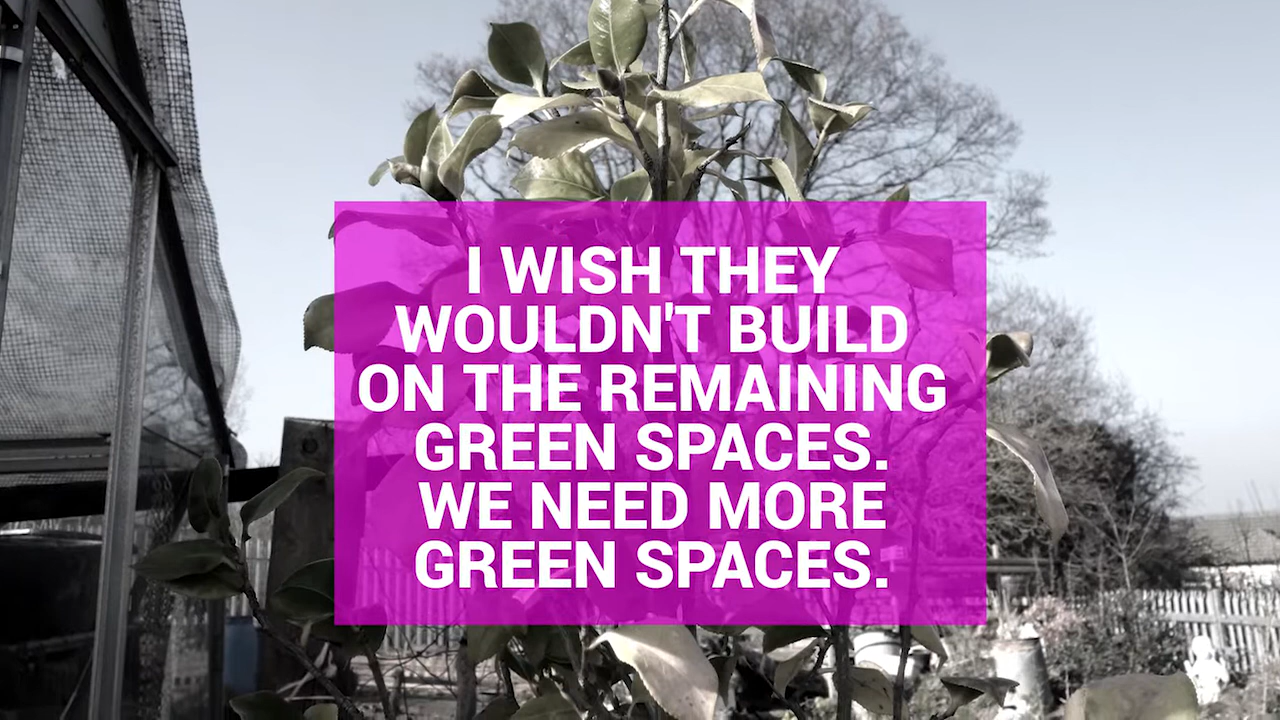 I WISH THEY
WOULDN'T BUILD
ON THE REMAINING
GREEN SPACES.
WE NEED MORE
GREEN SPACES.